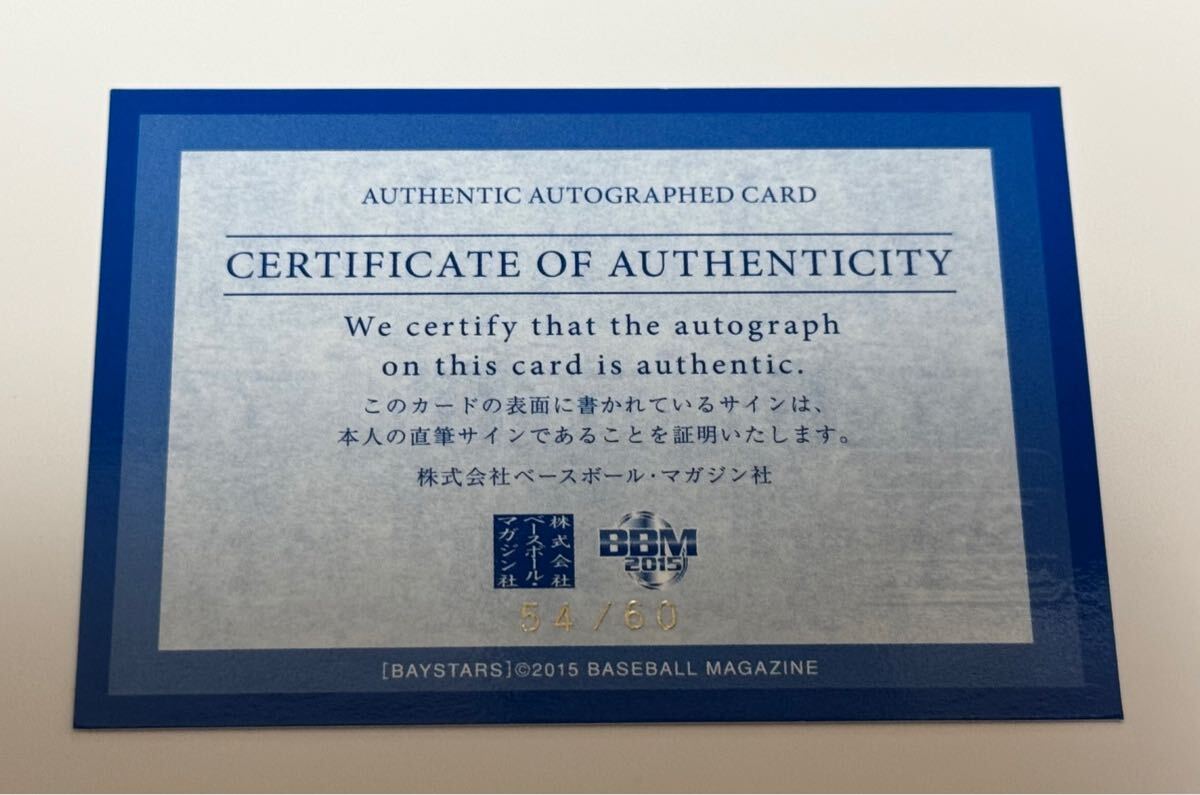 AUTHENTIC AUTOGRAPHED CARD
CERTIFICATE OF AUTHENTICITY
We certify that the autograph
on this card is authentic.
このカードの表面に書かれているサインは、
本人の直筆サインであることを証明いたします。
株式会社ベースボール・マガジン社
株式会社
ベースボール・
マガジン社
BBM
2015
54/60
[BAYSTARS]©2015 BASEBALL MAGAZINE